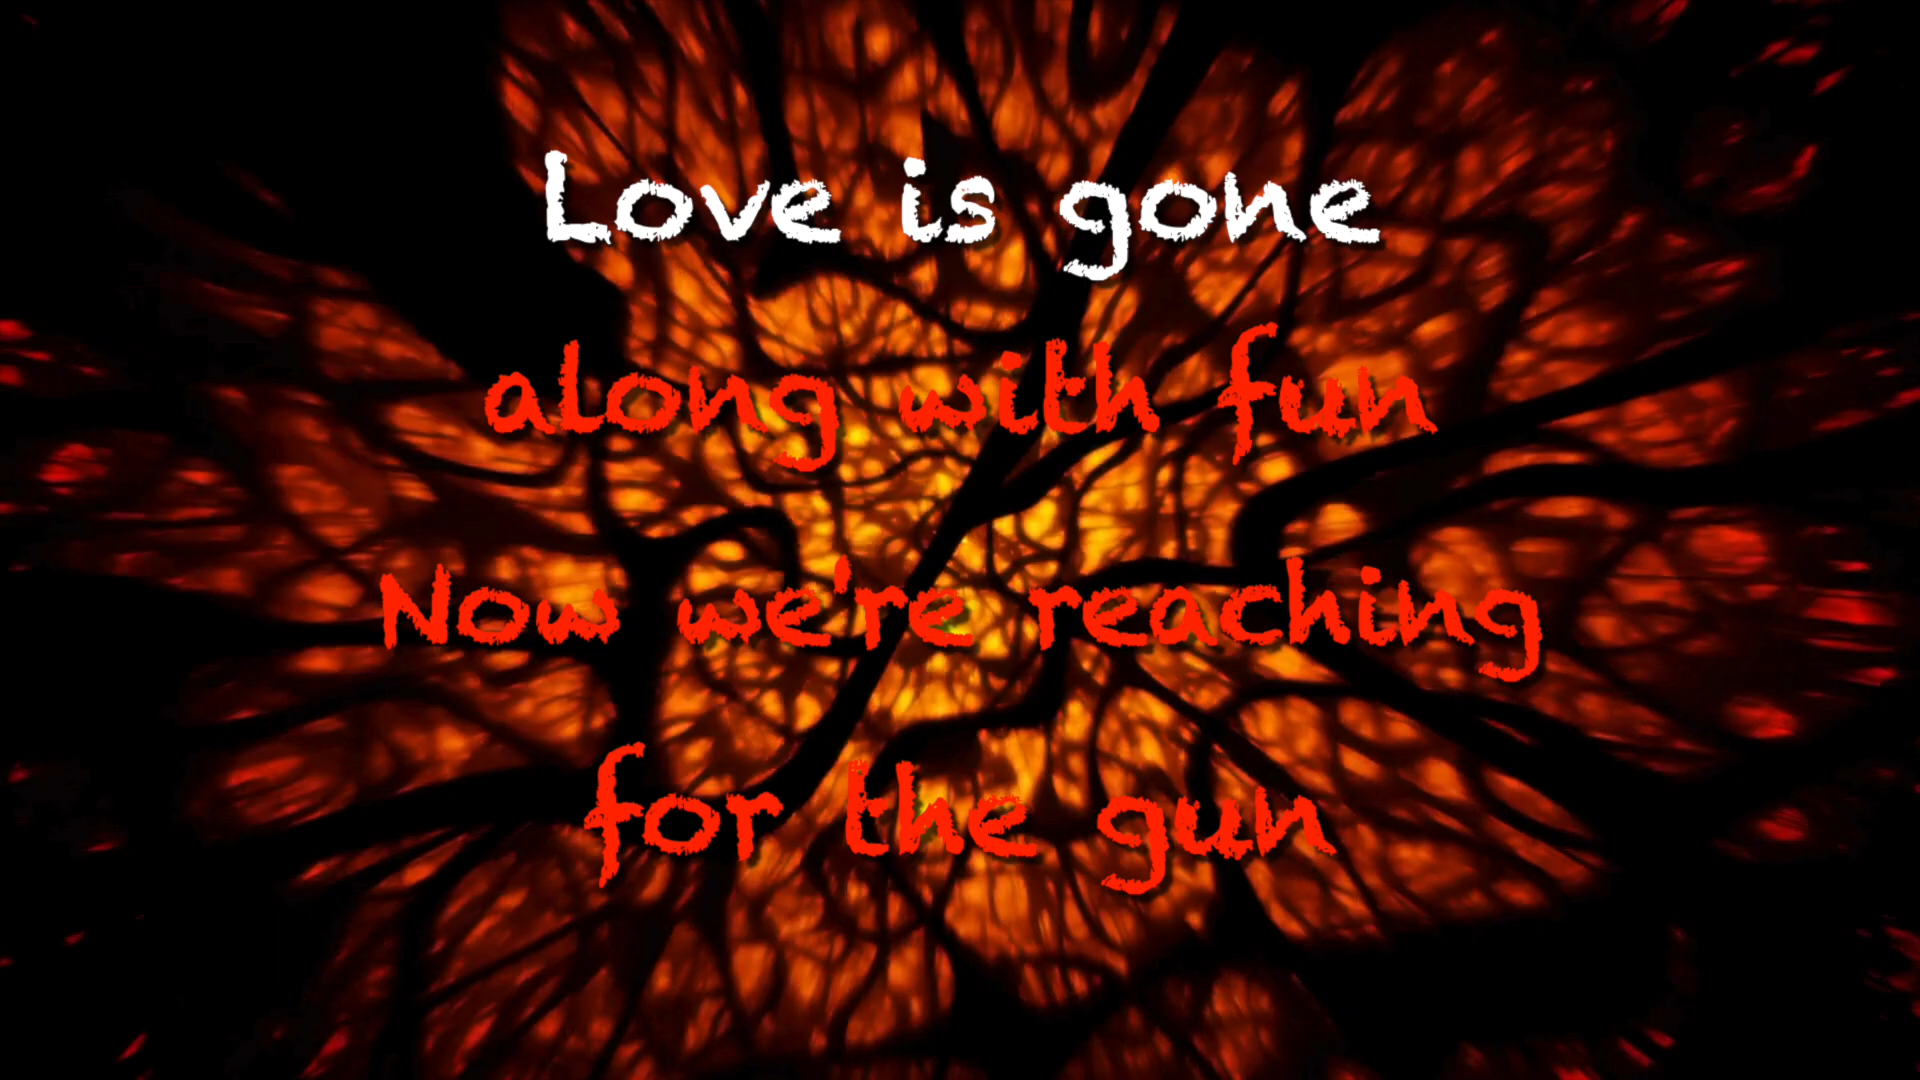 Love is gone
along with fun
Now we're reaching
for the gun